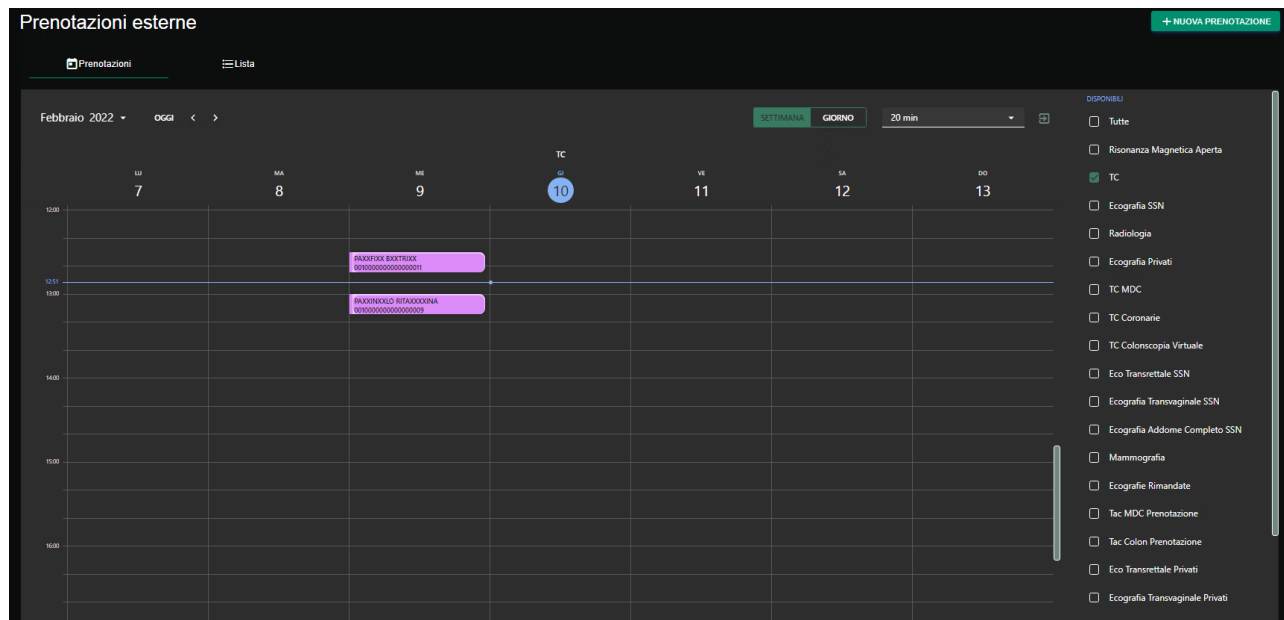 Prenotazioni esterne
+ NUOVA PRENOTAZIONE
Prenotazioni
Lista
Febbraio 2022
OGGI
SETTIMANA
GIORNO
20 min
TC
LU
MA
ME
GI
VE
SA
DO
7
8
9
10
11
12
13
12:00
PAXXFIXX BXXTRIXX
0010000000000000011
12:51
13:00
PAXXINXXLO RITAXXXXINA
0010000000000000009
14:00
15:00
16:00
DISPONIBILI
Tutte
Risonanza Magnetica Aperta
TC
Ecografia SSN
Radiologia
Ecografia Privati
TC MDC
TC Coronarie
TC Colonscopia Virtuale
Eco Transrettale SSN
Ecografia Transvaginale SSN
Ecografia Addome Completo SSN
Mammografia
Ecografie Rimandate
Tac MDC Prenotazione
Tac Colon Prenotazione
Eco Transrettale Privati
Ecografia Transvaginale Privati